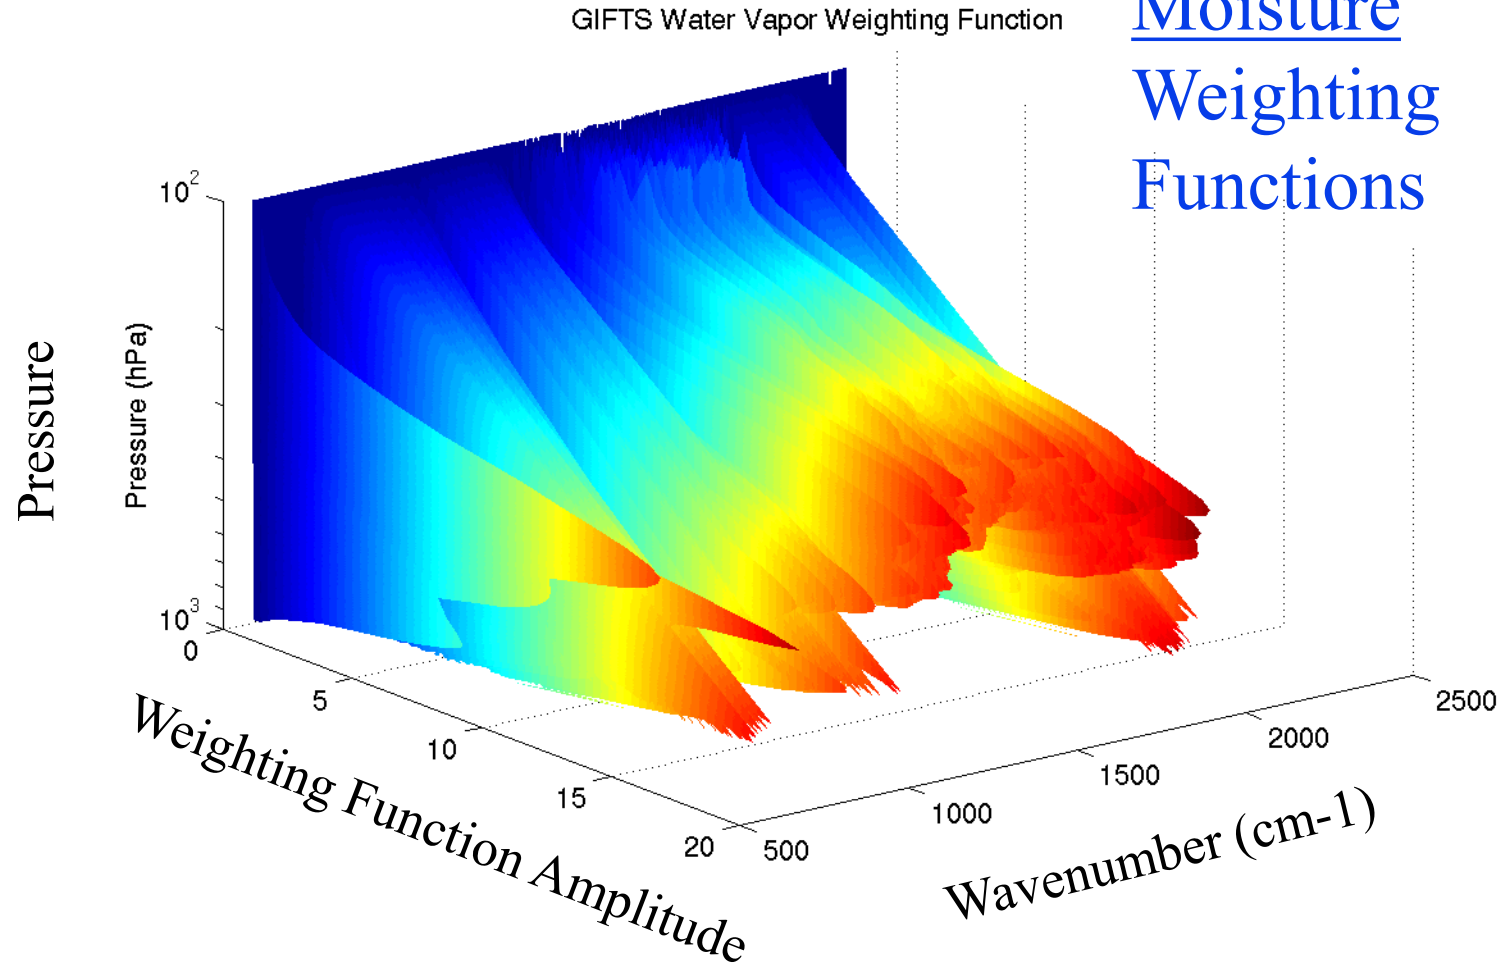 GIFTS Water Vapor Weighting Function
Moisture
Weighting
Functions
Pressure
Pressure (hPa)
10²
10³
0
5
10
15
20
500
1000
1500
2000
2500
Weighting Function Amplitude
Wavenumber (cm-1)